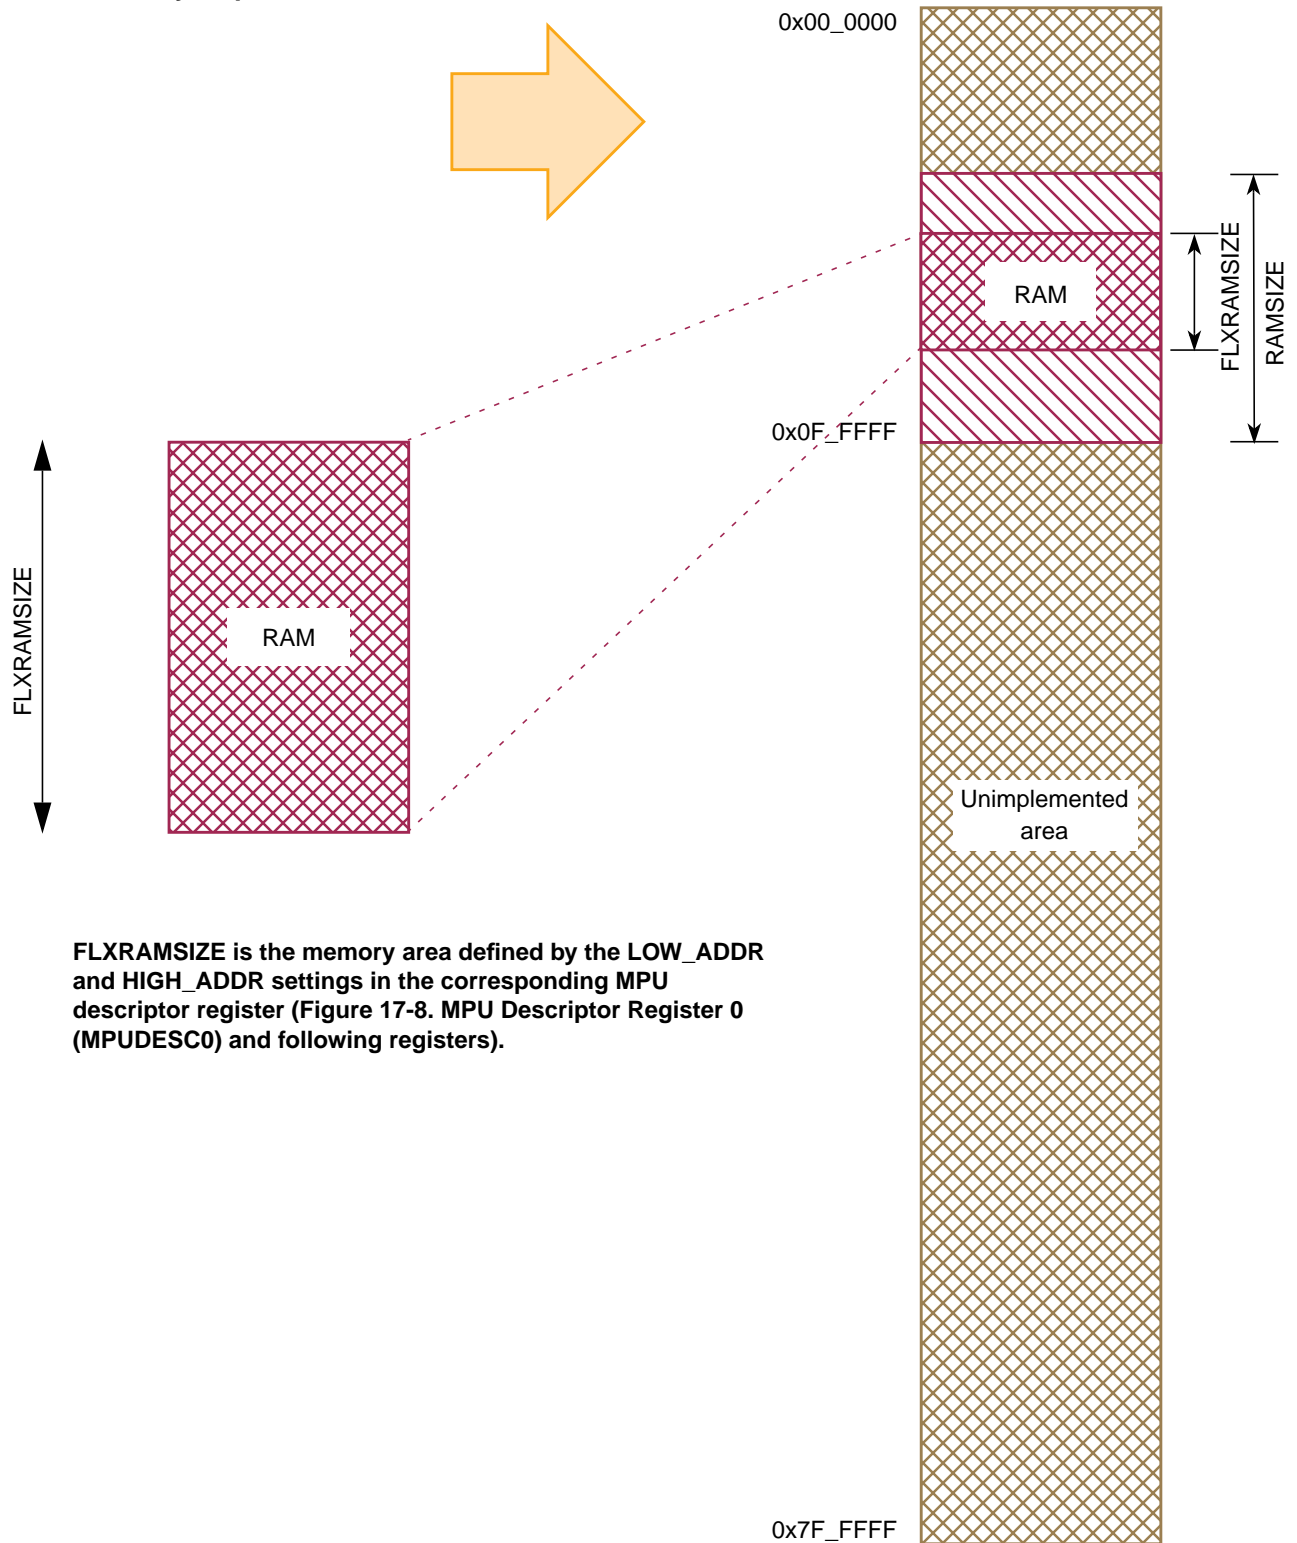 0x00_0000
RAM
FLXRAMSIZE
RAMSIZE
0x0F_FFFF
FLXRAMSIZE
RAM
Unimplemented
area
FLXRAMSIZE is the memory area defined by the LOW_ADDR
and HIGH_ADDR settings in the corresponding MPU
descriptor register (Figure 17-8. MPU Descriptor Register 0
(MPUDESC0) and following registers).
0x7F_FFFF